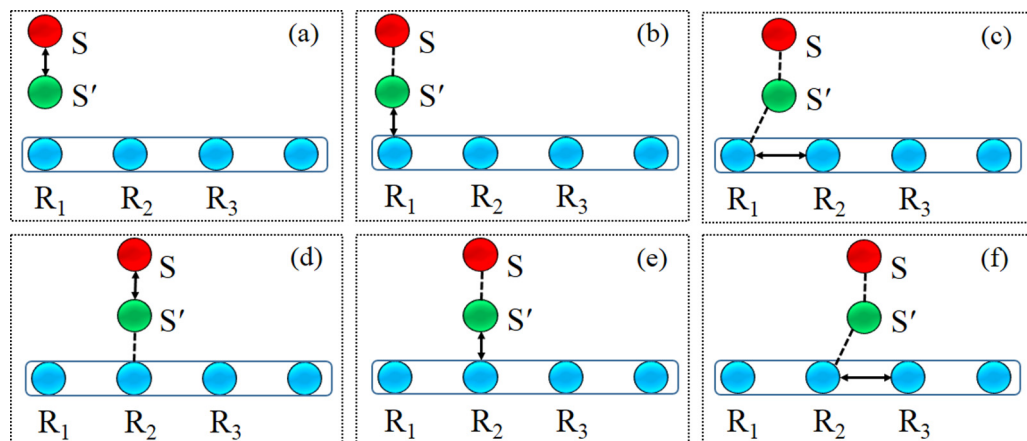 (a)
S
S′
R₁ R₂ R₃
(b)
S
S′
R₁ R₂ R₃
(c)
S
S′
R₁ R₂ R₃
(d)
S
S′
R₁ R₂ R₃
(e)
S
S′
R₁ R₂ R₃
(f)
S
S′
R₁ R₂ R₃